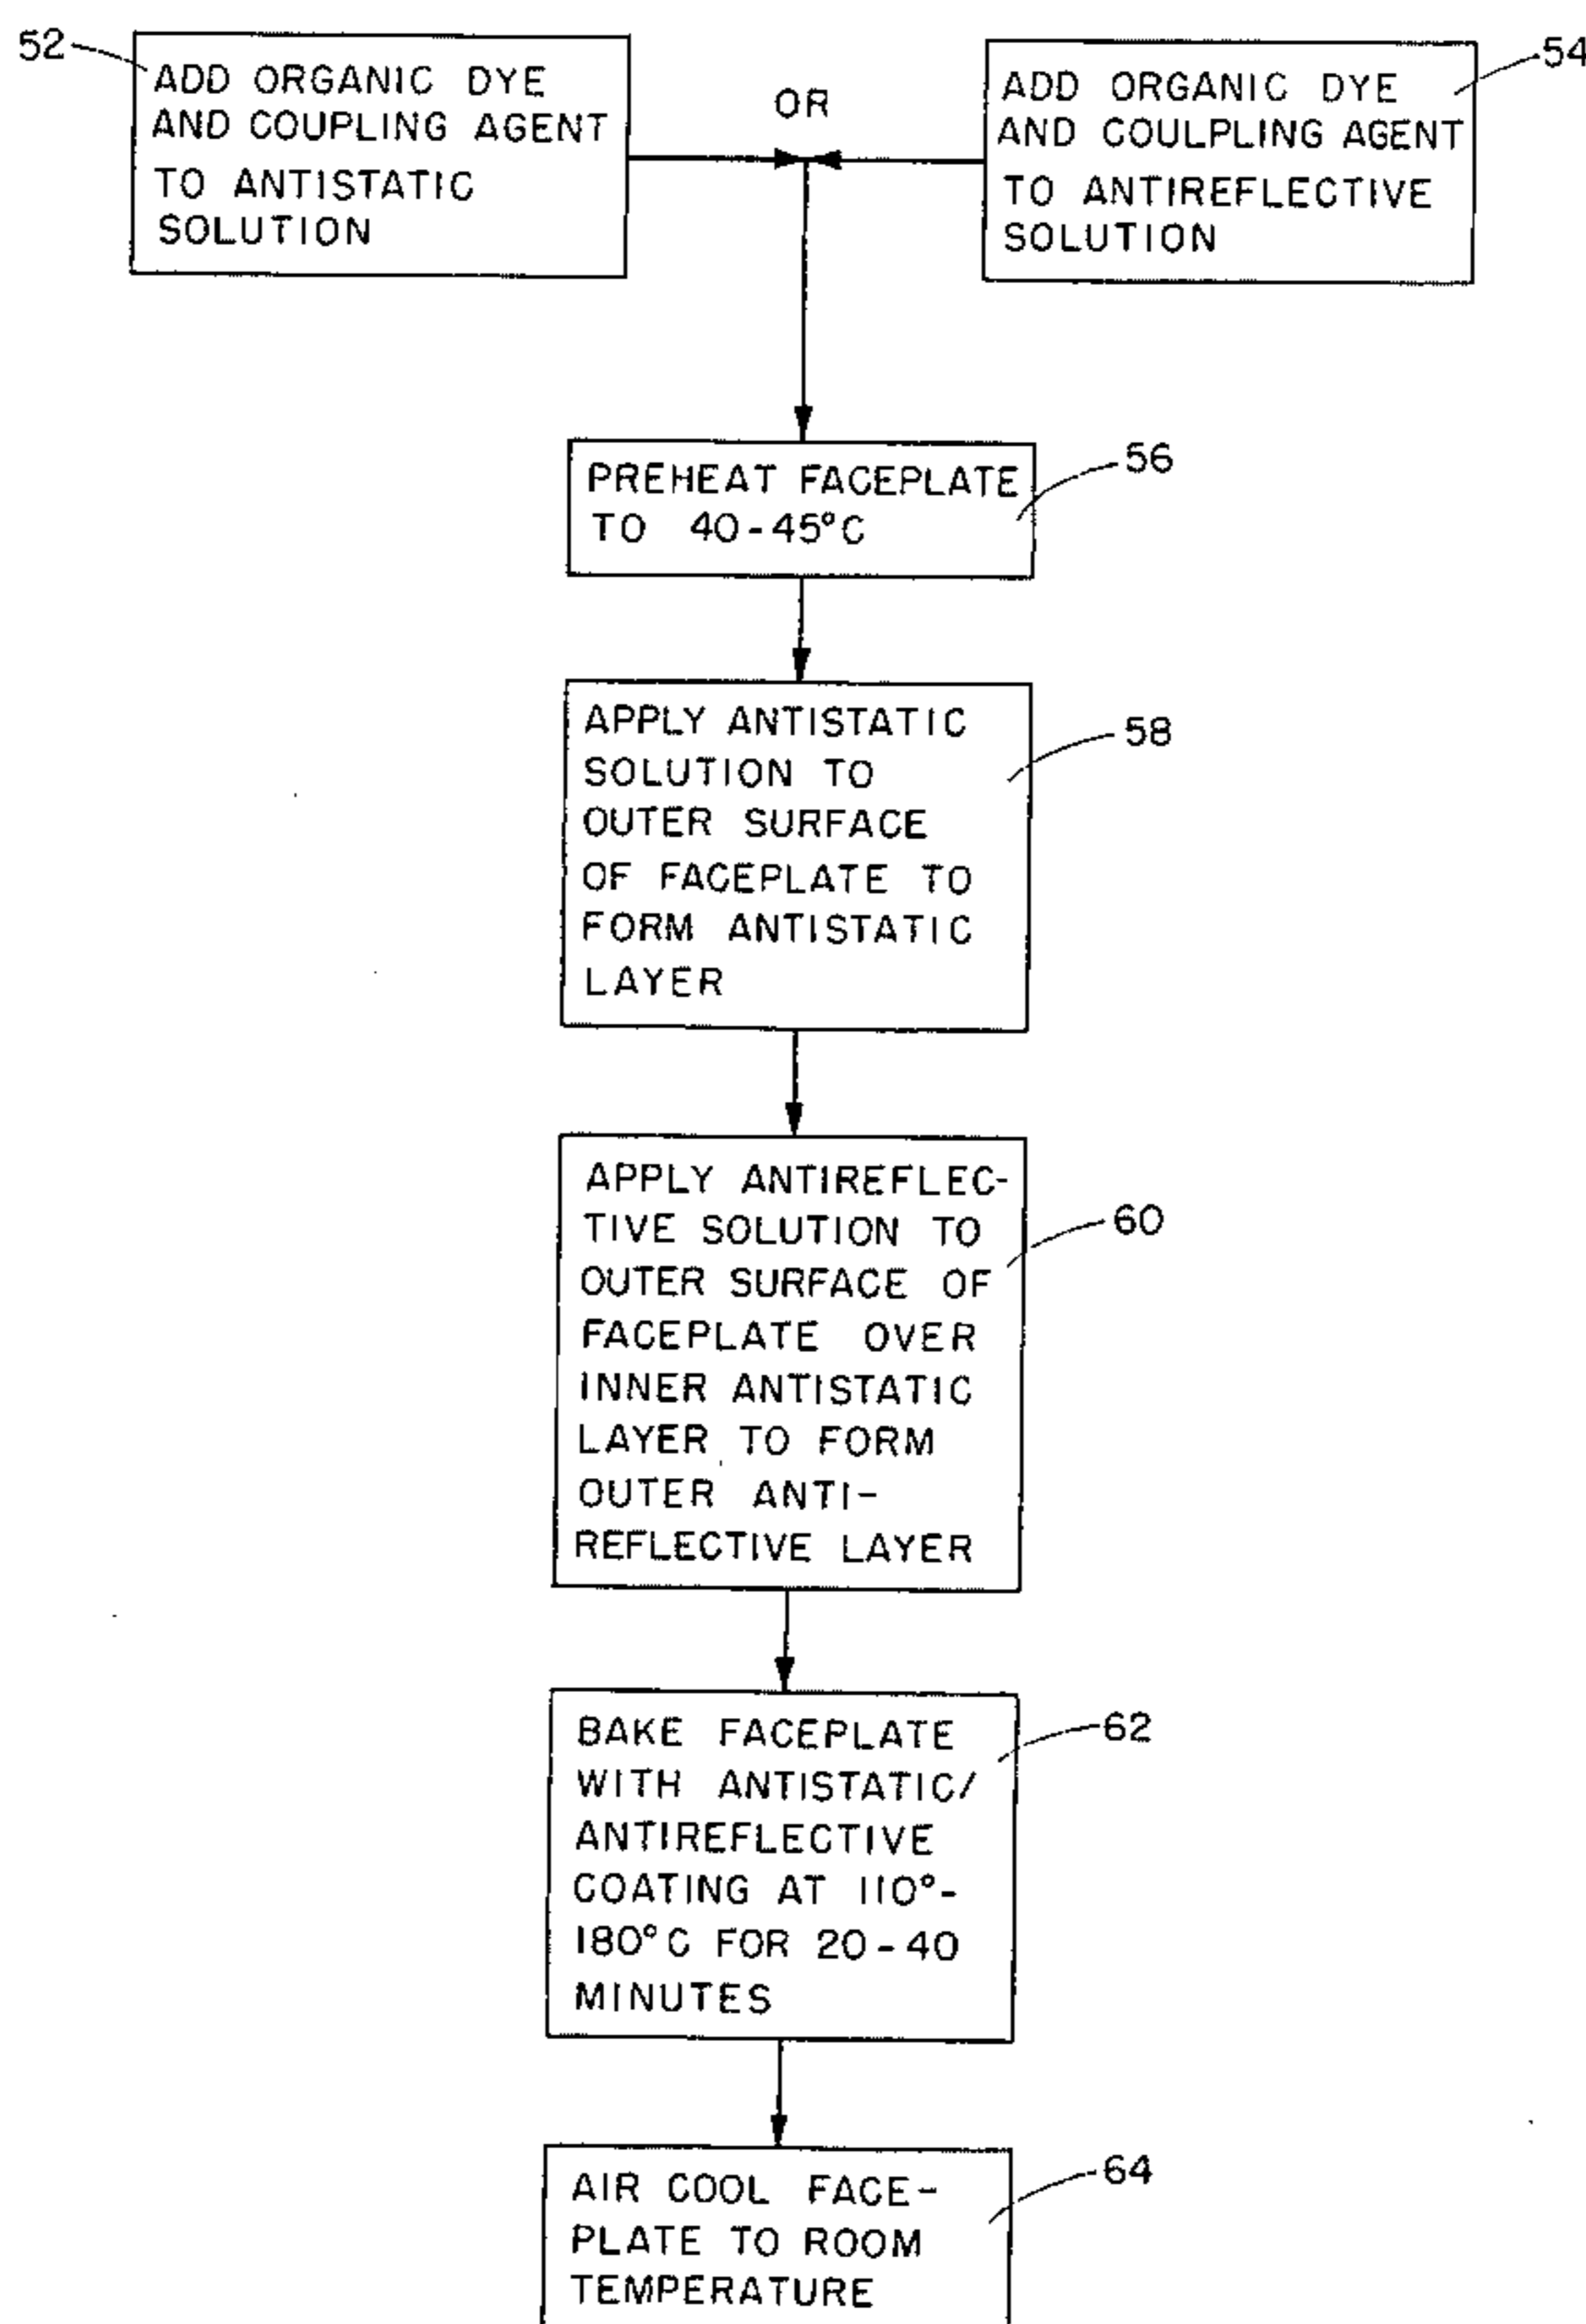 52
ADD ORGANIC DYE
AND COUPLING AGENT
TO ANTISTATIC
SOLUTION
OR
54
ADD ORGANIC DYE
AND COULPLING AGENT
TO ANTIREFLECTIVE
SOLUTION
PREHEAT FACEPLATE
TO 40-45°C
56
APPLY ANTISTATIC
SOLUTION TO
OUTER SURFACE
OF FACEPLATE TO
FORM ANTISTATIC
LAYER
58
APPLY ANTIREFLEC-
TIVE SOLUTION TO
OUTER SURFACE OF
FACEPLATE OVER
INNER ANTISTATIC
LAYER TO FORM
OUTER ANTI-
REFLECTIVE LAYER
60
BAKE FACEPLATE
WITH ANTISTATIC/
ANTIREFLECTIVE
COATING AT 110°-
180°C FOR 20-40
MINUTES
62
AIR COOL FACE-
PLATE TO ROOM
TEMPERATURE
64